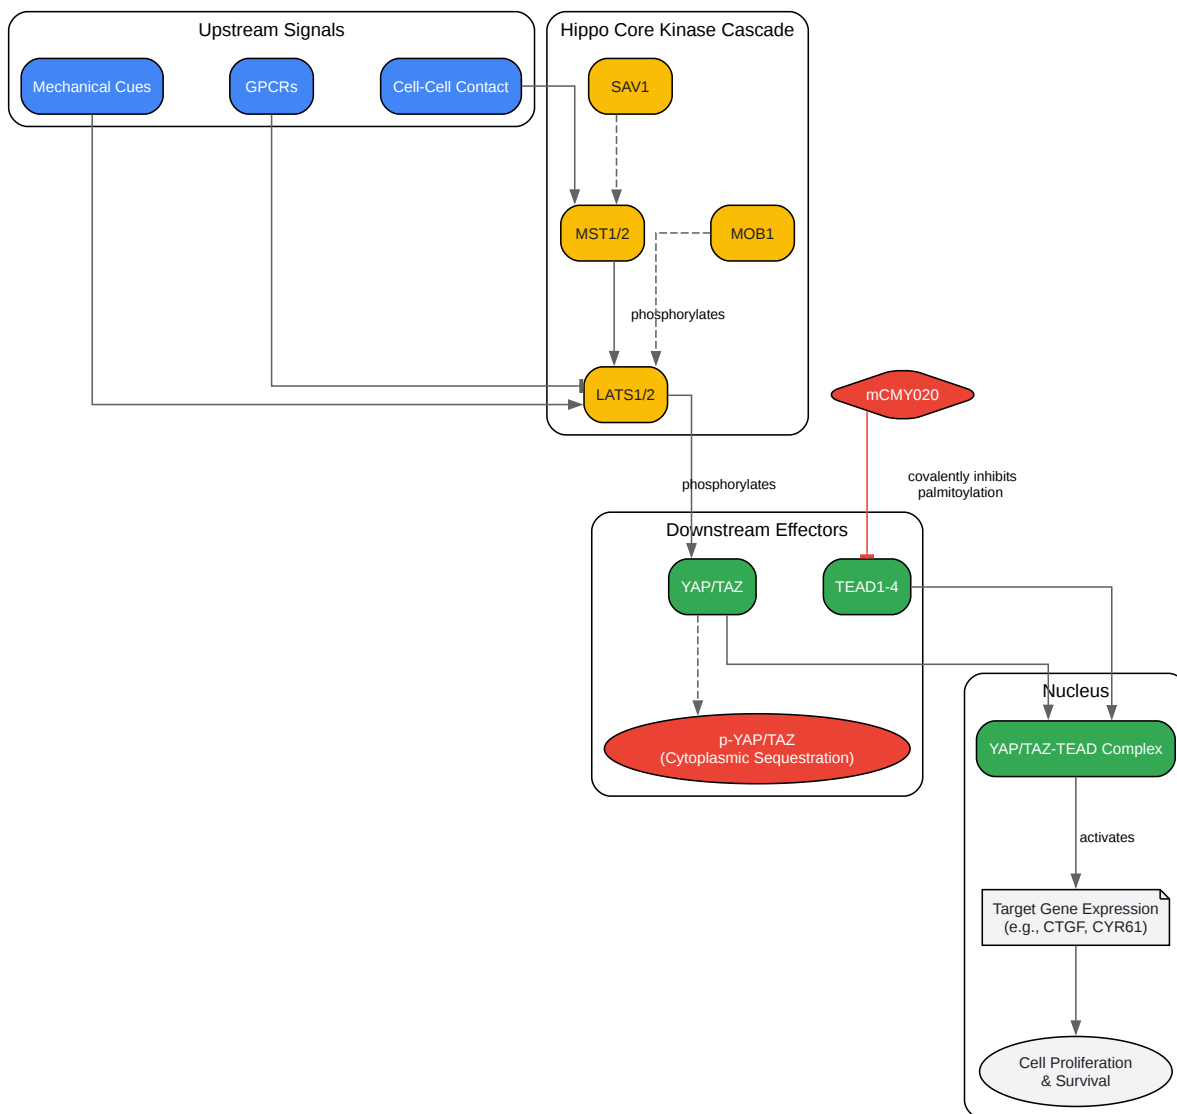 Upstream Signals
Hippo Core Kinase Cascade
Mechanical Cues
GPCRs
Cell-Cell Contact
SAV1
MST1/2
MOB1
phosphorylates
LATS1/2
mCMY020
phosphorylates
covalently inhibits
palmitoylation
Downstream Effectors
YAP/TAZ
TEAD1-4
Nucleus
p-YAP/TAZ
(Cytoplasmic Sequestration)
YAP/TAZ-TEAD Complex
activates
Target Gene Expression
(e.g., CTGF, CYR61)
Cell Proliferation
& Survival